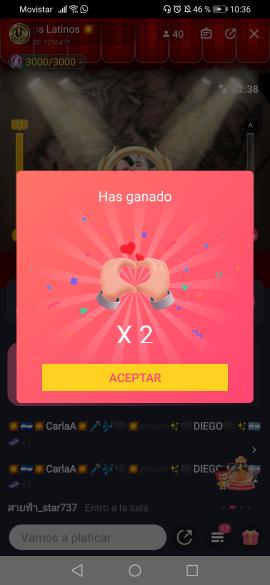 Movistar 46 % 10:36
os Latinos 40
ID: 1256471
3000/3000 >
02:38
A
Has ganado
X 2
ACEPTAR
CarlaA enviar DIEGO
x1
CarlaA enviar DIEGO
x1
สายฟ้า_star737 Entro a la sala
Vamos a platicar